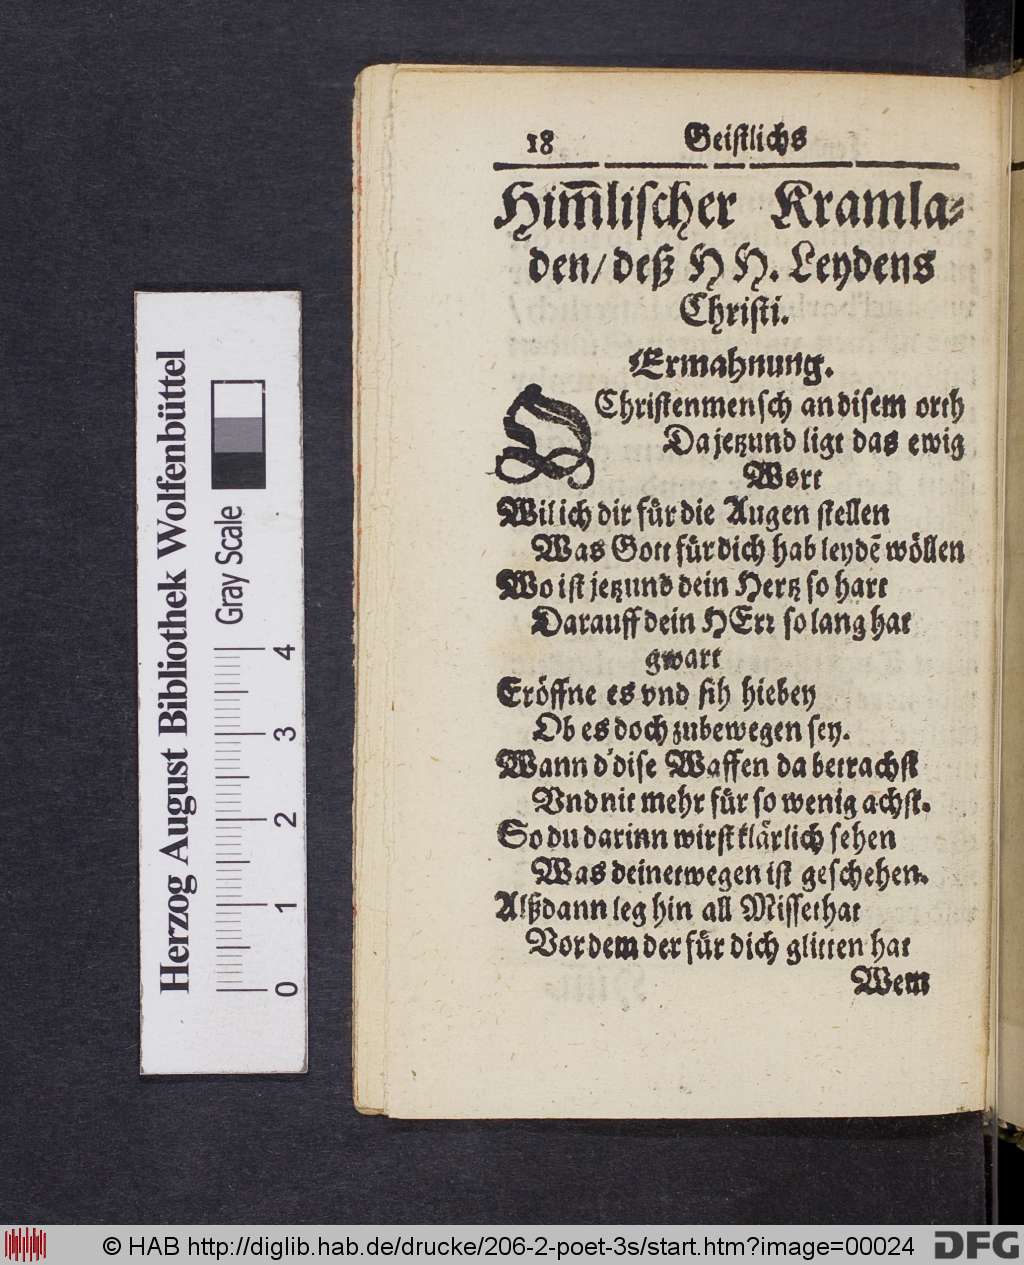 18 Geistlichs
Him̅lischer Kramla-
den/ deß HH. Leydens
Christi.
Ermahnung.
O Christenmensch an disem orth
Da jetzund ligt das ewig
Wort
Wil ich dir für die Augen stellen
Was Gott für dich hab leydẽ wöllen
Wo ist jetzund dein Hertz so hart
Darauff dein HErr so lang hat
gwart
Eröffne es vnd sih hiebey
Ob es doch zubewegen sey.
Wann d'dise Waffen da betrachst
Vnd nit mehr für so wenig achst.
So du darinn wirst klärlich sehen
Was deinetwegen ist geschehen.
Alßdann leg hin all Missethat
Vor dem der für dich glitten hat
Wem
Herzog August Bibliothek Wolfenbüttel
Gray Scale
0 1 2 3 4
© HAB http://diglib.hab.de/drucke/206-2-poet-3s/start.htm?image=00024
DFG